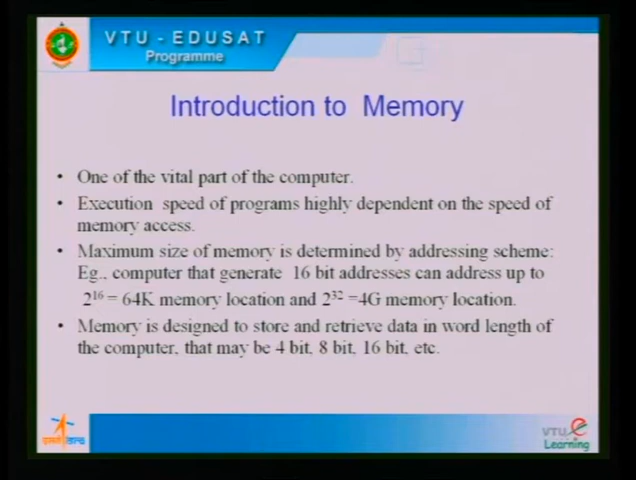 VTU - EDUSAT
Programme
Introduction to Memory
• One of the vital part of the computer.
• Execution speed of programs highly dependent on the speed of
memory access.
• Maximum size of memory is determined by addressing scheme:
Eg., computer that generate 16 bit addresses can address up to
2¹⁶ = 64K memory location and 2³² =4G memory location.
• Memory is designed to store and retrieve data in word length of
the computer, that may be 4 bit, 8 bit, 16 bit, etc.
VTU e
Learning